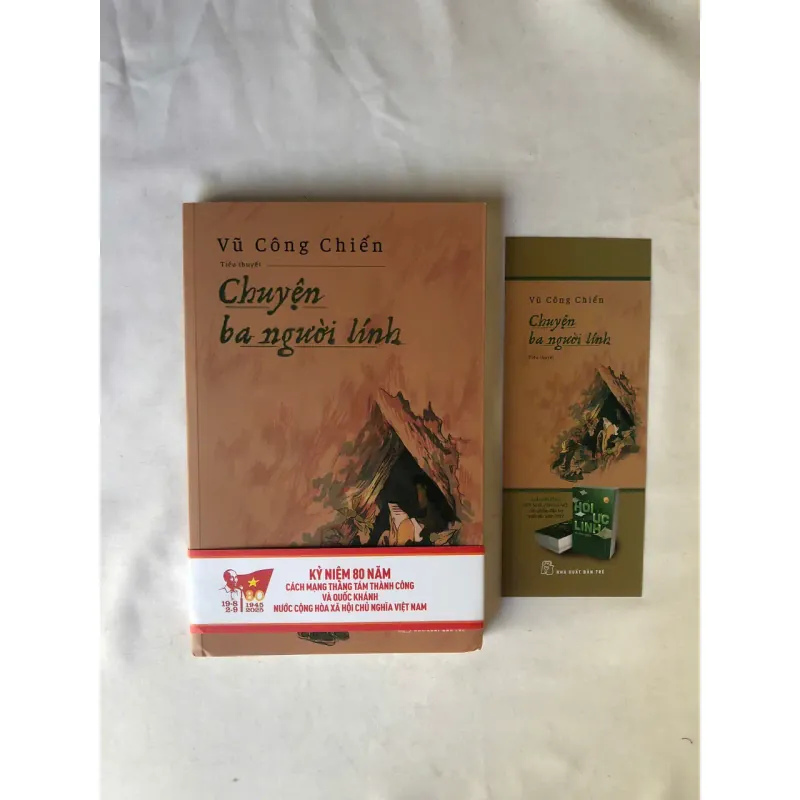 Vũ Công Chiến
Tiểu thuyết
Chuyện
ba người lính
KỶ NIỆM 80 NĂM
CÁCH MẠNG THÁNG TÁM THÀNH CÔNG
VÀ QUỐC KHÁNH
NƯỚC CỘNG HÒA XÃ HỘI CHỦ NGHĨA VIỆT NAM
80
19-8 1945
2-9 2025
Vũ Công Chiến
Chuyện
ba người lính
Tiểu thuyết
HỒI
ỨC
LÍNH
NHÀ XUẤT BẢN TRẺ